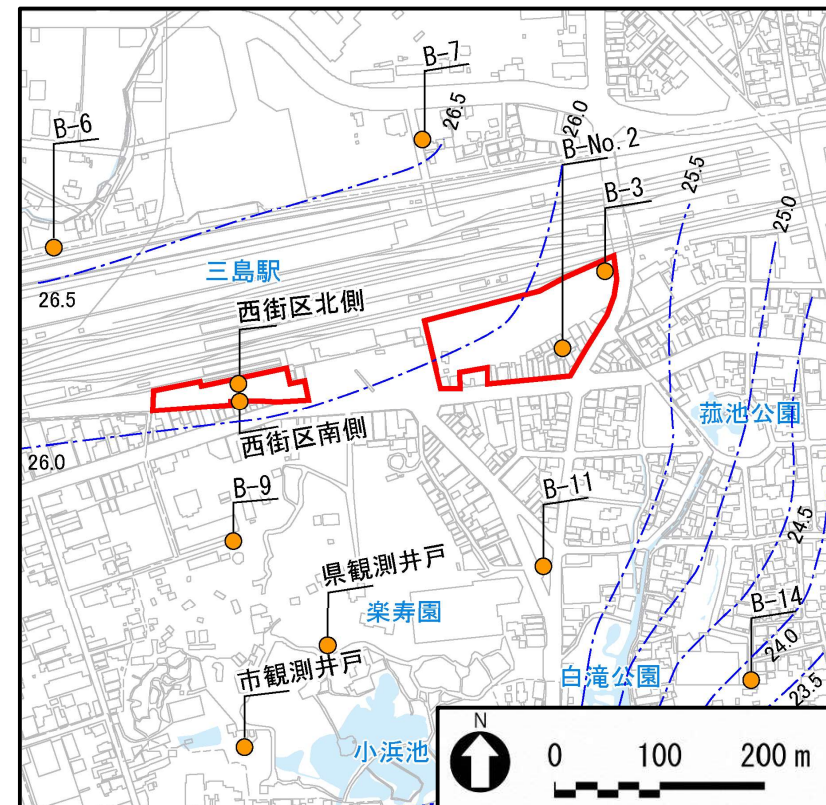 B-7
26.5
B-6
26.0
B-No.2
B-3
25.5
25.0
三島駅
26.5
西街区北側
菰池公園
西街区南側
26.0
B-9
B-11
24.5
県観測井戸
楽寿園
B-14
24.0
市観測井戸
白滝公園
23.5
小浜池
N
0 100 200 m